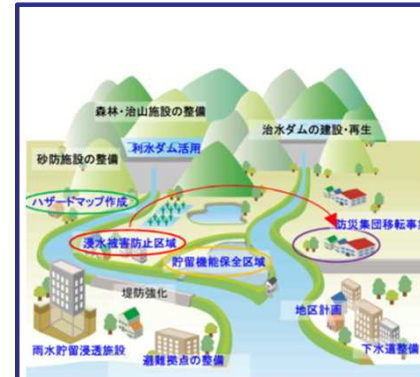 森林・治山施設の整備
治水ダムの建設・再生
利水ダム活用
砂防施設の整備
ハザードマップ作成
防災集団移転事
浸水被害防止区域
貯留機能保全区域
堤防強化
地区計画
雨水貯留浸透施設
避難拠点の整備
下水道整備